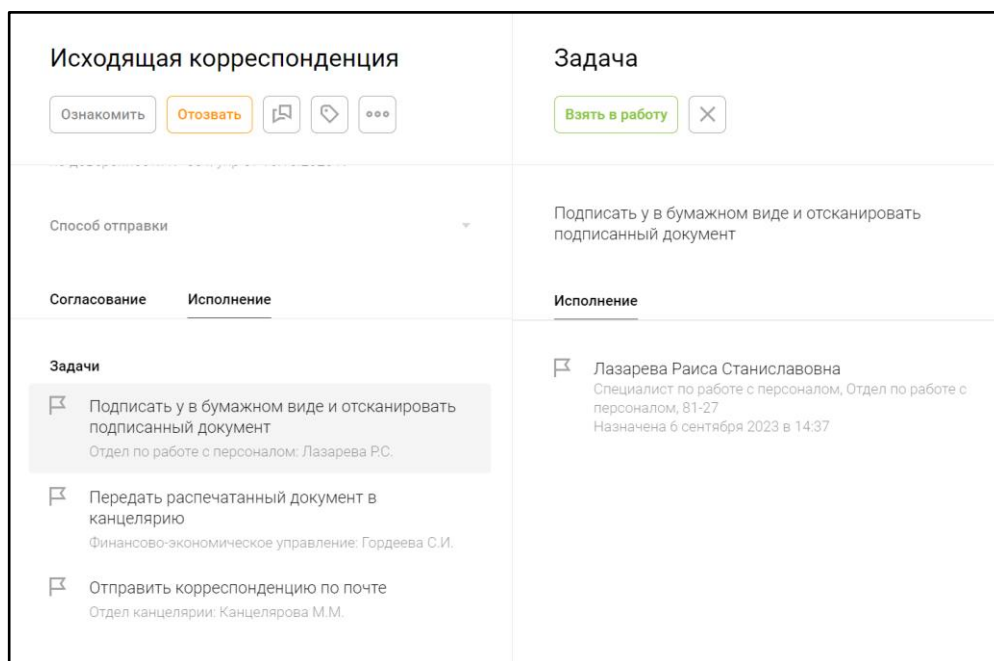 Исходящая корреспонденция
Ознакомить
Отозвать
Способ отправки
Согласование
Исполнение
Задачи
Подписать у в бумажном виде и отсканировать
подписанный документ
Отдел по работе с персоналом: Лазарева Р.С.
Передать распечатанный документ в
канцелярию
Финансово-экономическое управление: Гордеева С.И.
Отправить корреспонденцию по почте
Отдел канцелярии: Канцелярова М.М.
Задача
Взять в работу
Подписать у в бумажном виде и отсканировать
подписанный документ
Исполнение
Лазарева Раиса Станиславовна
Специалист по работе с персоналом, Отдел по работе с
персоналом, 81-27
Назначена 6 сентября 2023 в 14:37